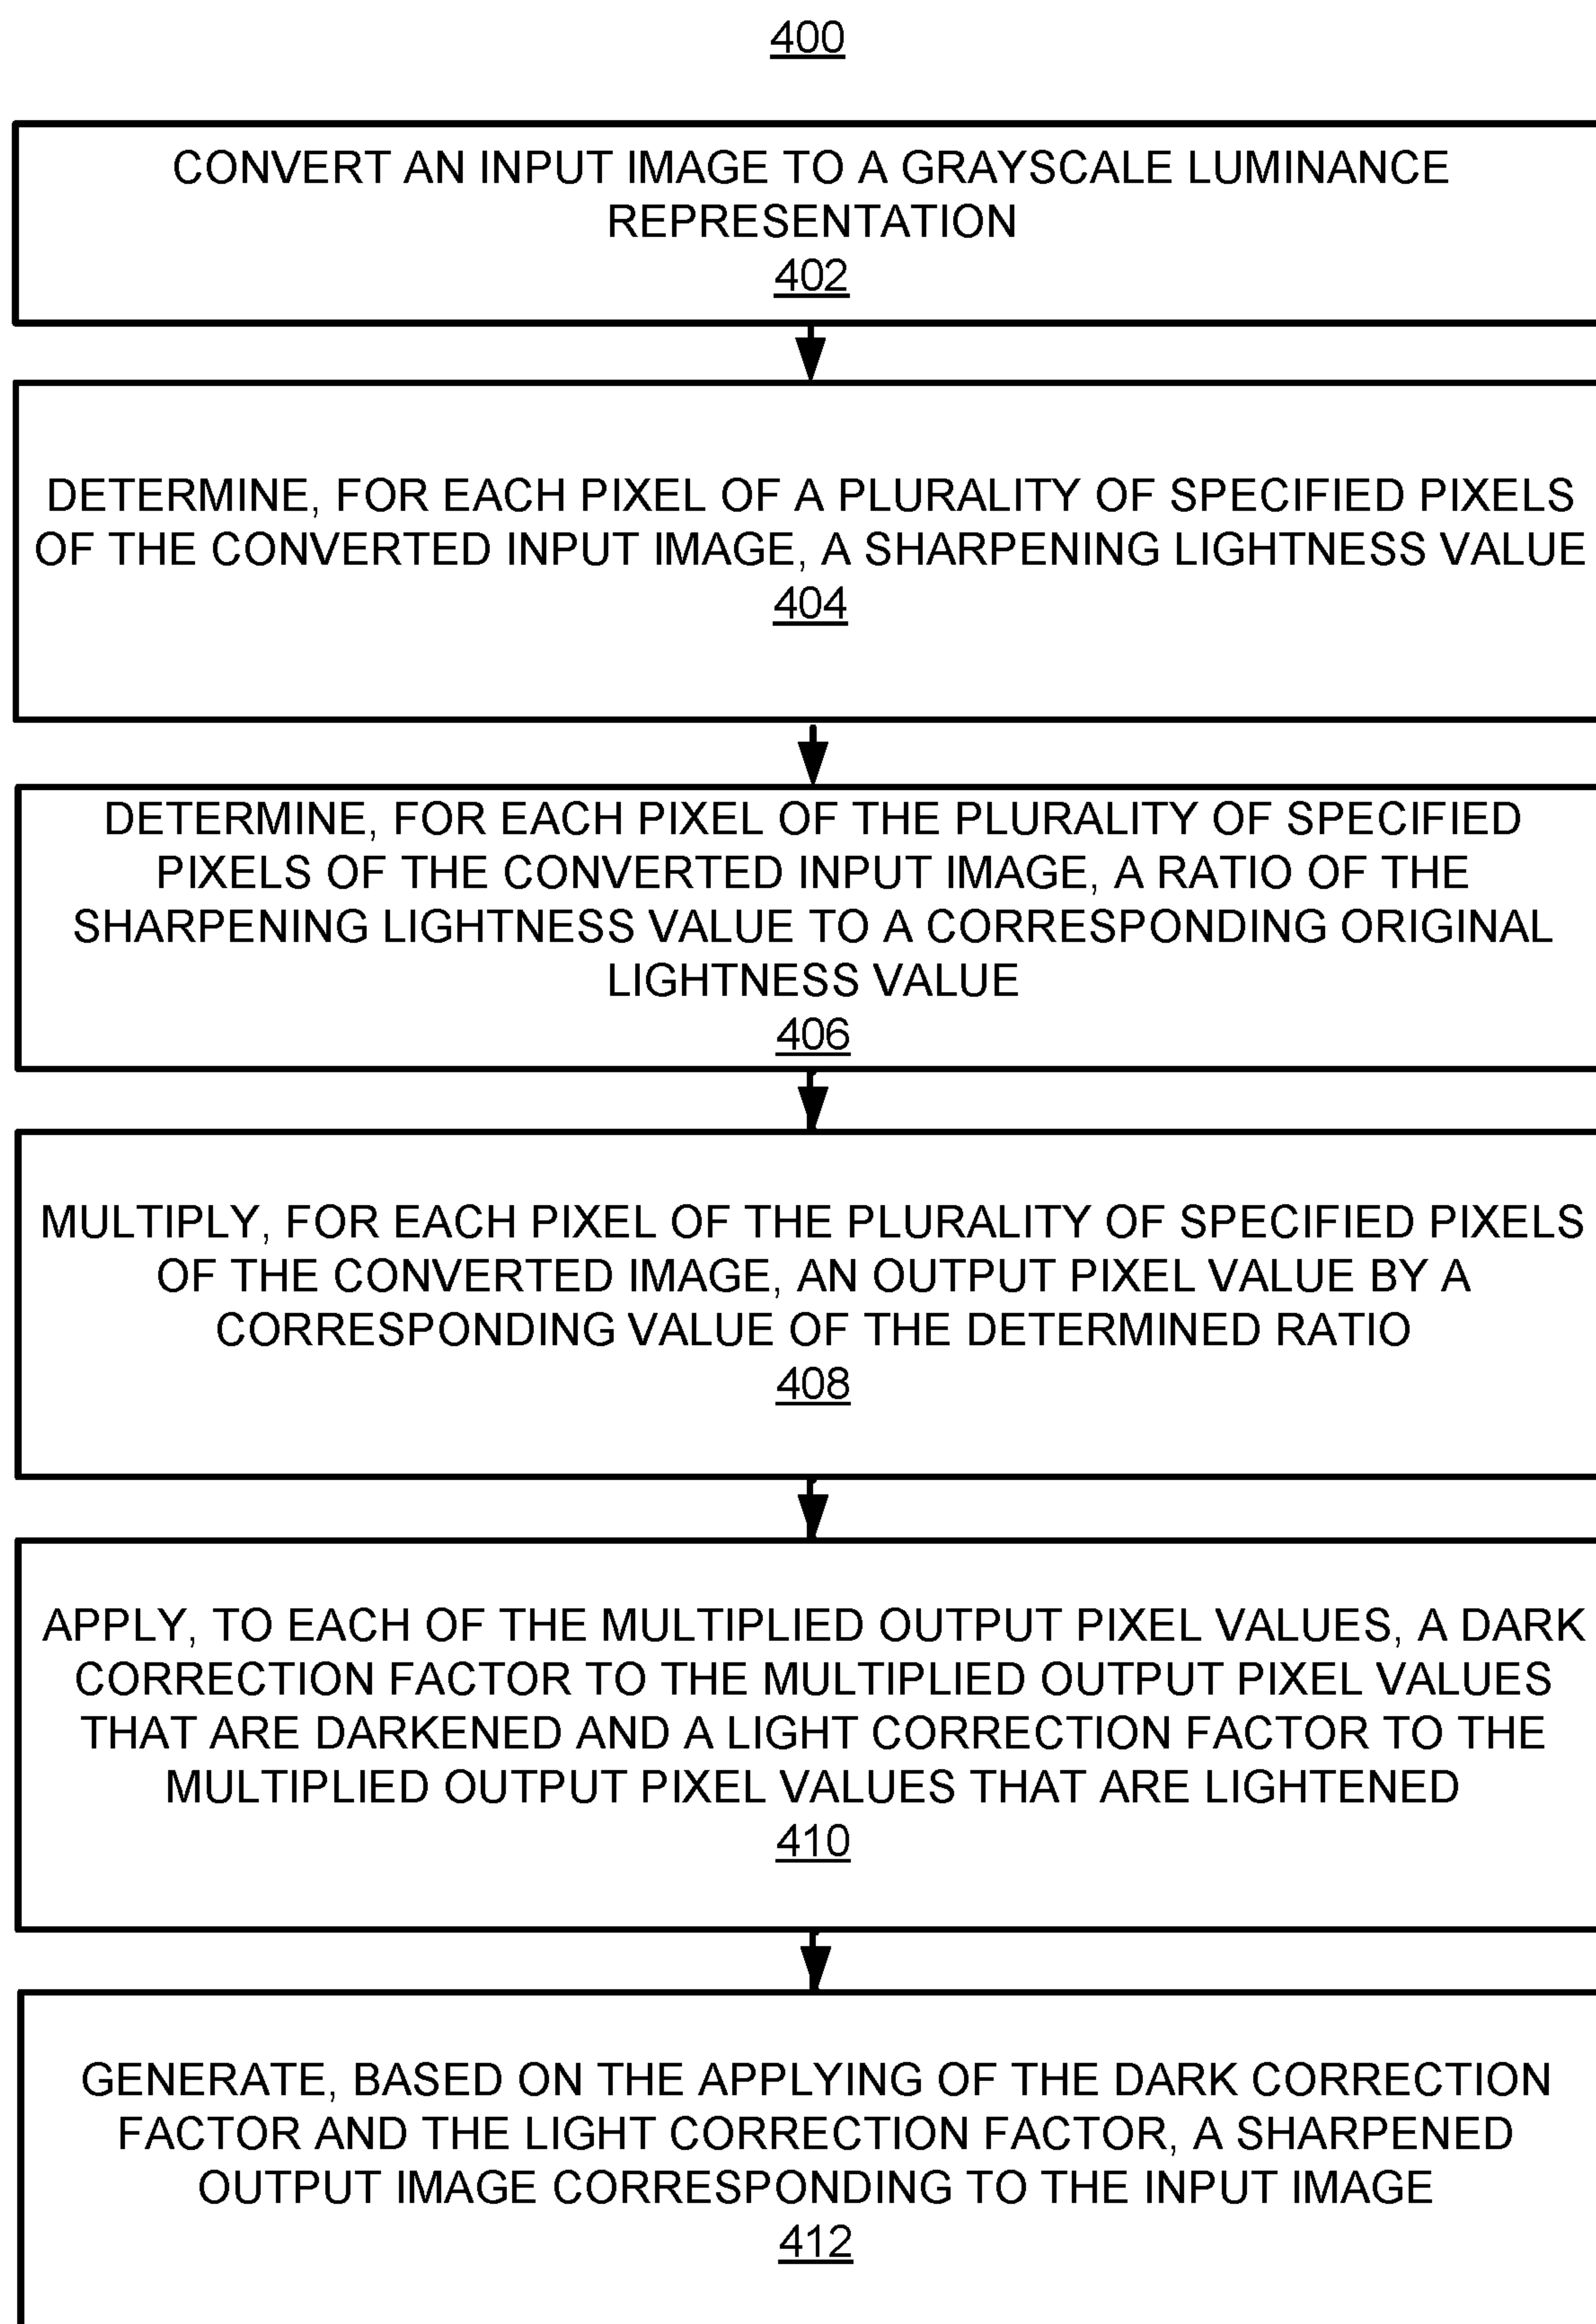 400
CONVERT AN INPUT IMAGE TO A GRAYSCALE LUMINANCE
REPRESENTATION
402
DETERMINE, FOR EACH PIXEL OF A PLURALITY OF SPECIFIED PIXELS
OF THE CONVERTED INPUT IMAGE, A SHARPENING LIGHTNESS VALUE
404
DETERMINE, FOR EACH PIXEL OF THE PLURALITY OF SPECIFIED
PIXELS OF THE CONVERTED INPUT IMAGE, A RATIO OF THE
SHARPENING LIGHTNESS VALUE TO A CORRESPONDING ORIGINAL
LIGHTNESS VALUE
406
MULTIPLY, FOR EACH PIXEL OF THE PLURALITY OF SPECIFIED PIXELS
OF THE CONVERTED IMAGE, AN OUTPUT PIXEL VALUE BY A
CORRESPONDING VALUE OF THE DETERMINED RATIO
408
APPLY, TO EACH OF THE MULTIPLIED OUTPUT PIXEL VALUES, A DARK
CORRECTION FACTOR TO THE MULTIPLIED OUTPUT PIXEL VALUES
THAT ARE DARKENED AND A LIGHT CORRECTION FACTOR TO THE
MULTIPLIED OUTPUT PIXEL VALUES THAT ARE LIGHTENED
410
GENERATE, BASED ON THE APPLYING OF THE DARK CORRECTION
FACTOR AND THE LIGHT CORRECTION FACTOR, A SHARPENED
OUTPUT IMAGE CORRESPONDING TO THE INPUT IMAGE
412